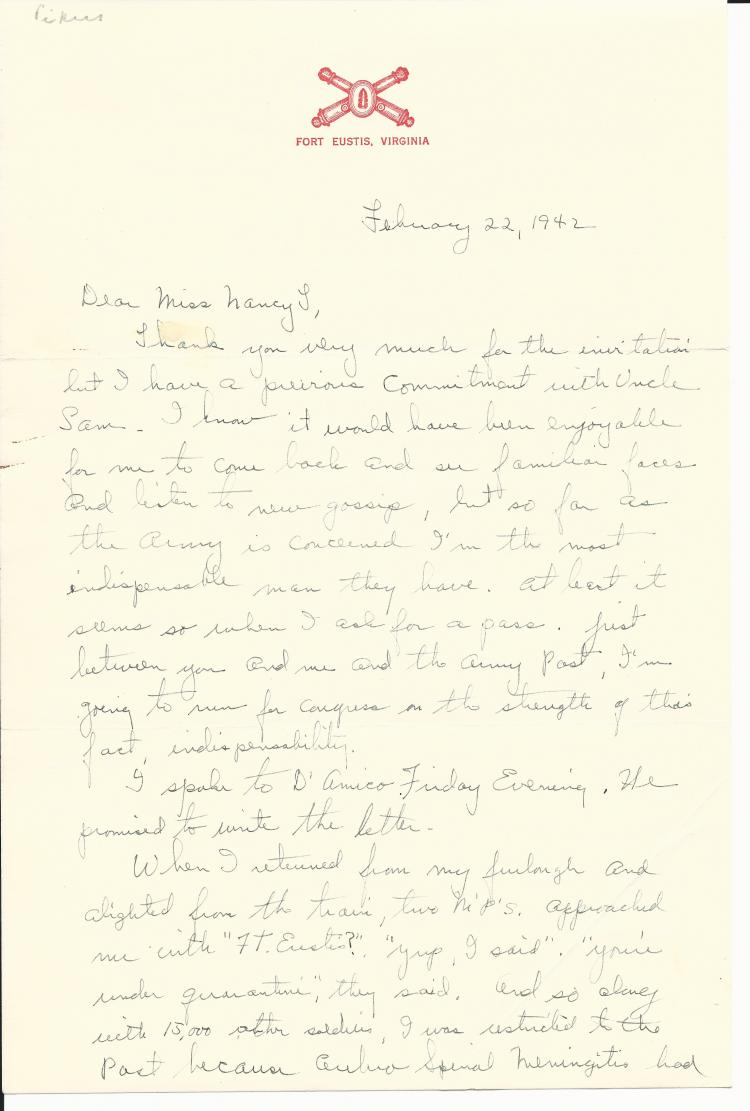 Pikus
FORT EUSTIS, VIRGINIA
February 22, 1942
Dear Miss Nancy T,
Thank you very much for the invitation
but I have a previous commitment with Uncle
Sam - I know it would have been enjoyable
for me to come back and see familiar faces
and listen to new gossip, but so far as
the Army is concerned I'm the most
indispensable man they have. At least it
seems so when I ask for a pass. Just
between you and me and the Army Post, I'm
going to run for Congress on the strength of this
fact, indispensability.
I spoke to D'Amico Friday Evening. He
promised to write the letter.
When I returned from my furlough and
alighted from the train, two M.P.'s. approached
me with "Ft. Eustis?". "Yup, I said". "You're
under quarantine", they said. And so along
with 15,000 other soldiers, I was restricted to the
Post because Cerebro Spinal Meningitis had